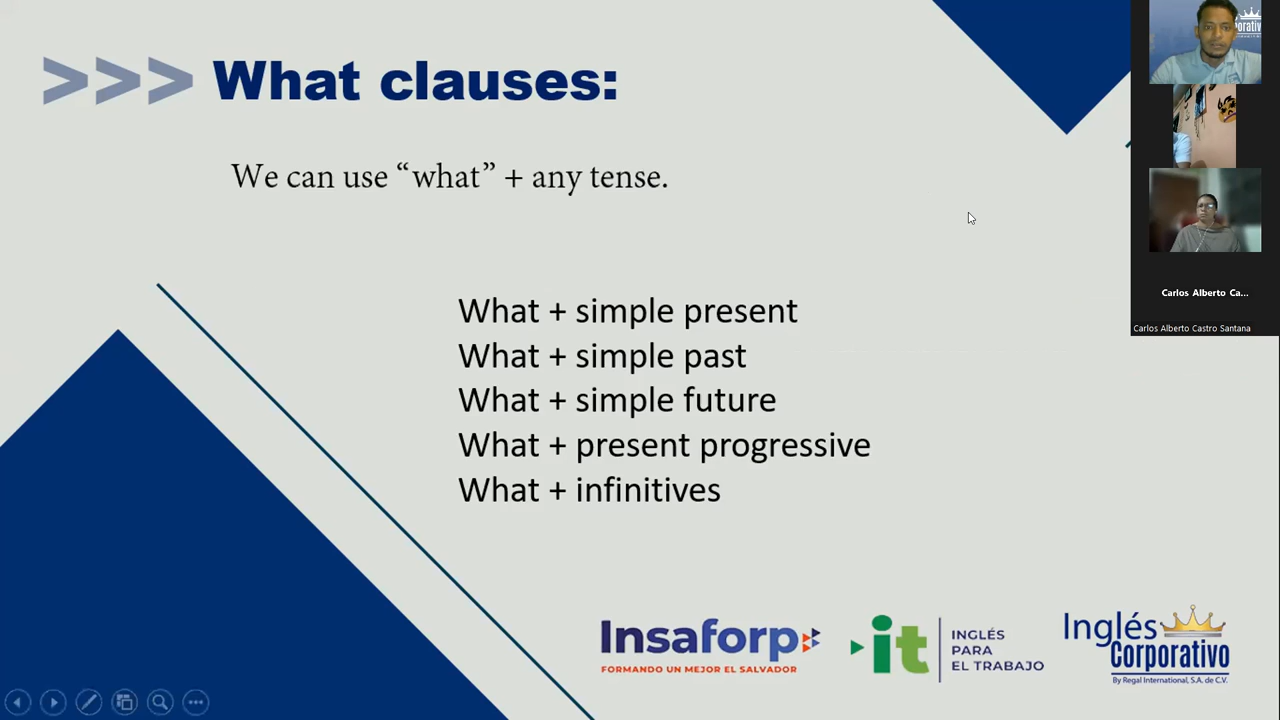 >>> What clauses:
We can use “what” + any tense.
What + simple present
What + simple past
What + simple future
What + present progressive
What + infinitives
Carlos Alberto Ca...
Carlos Alberto Castro Santana
Insaforp
FORMANDO UN MEJOR EL SALVADOR
it
INGLÉS
PARA
EL TRABAJO
Inglés
Corporativo
By Regal International, S.A. de C.V.